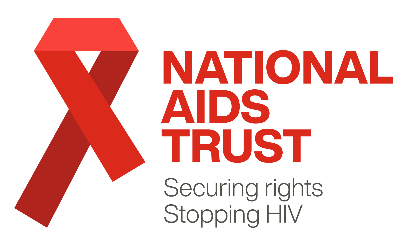 NATIONAL
AIDS
TRUST
Securing rights
Stopping HIV